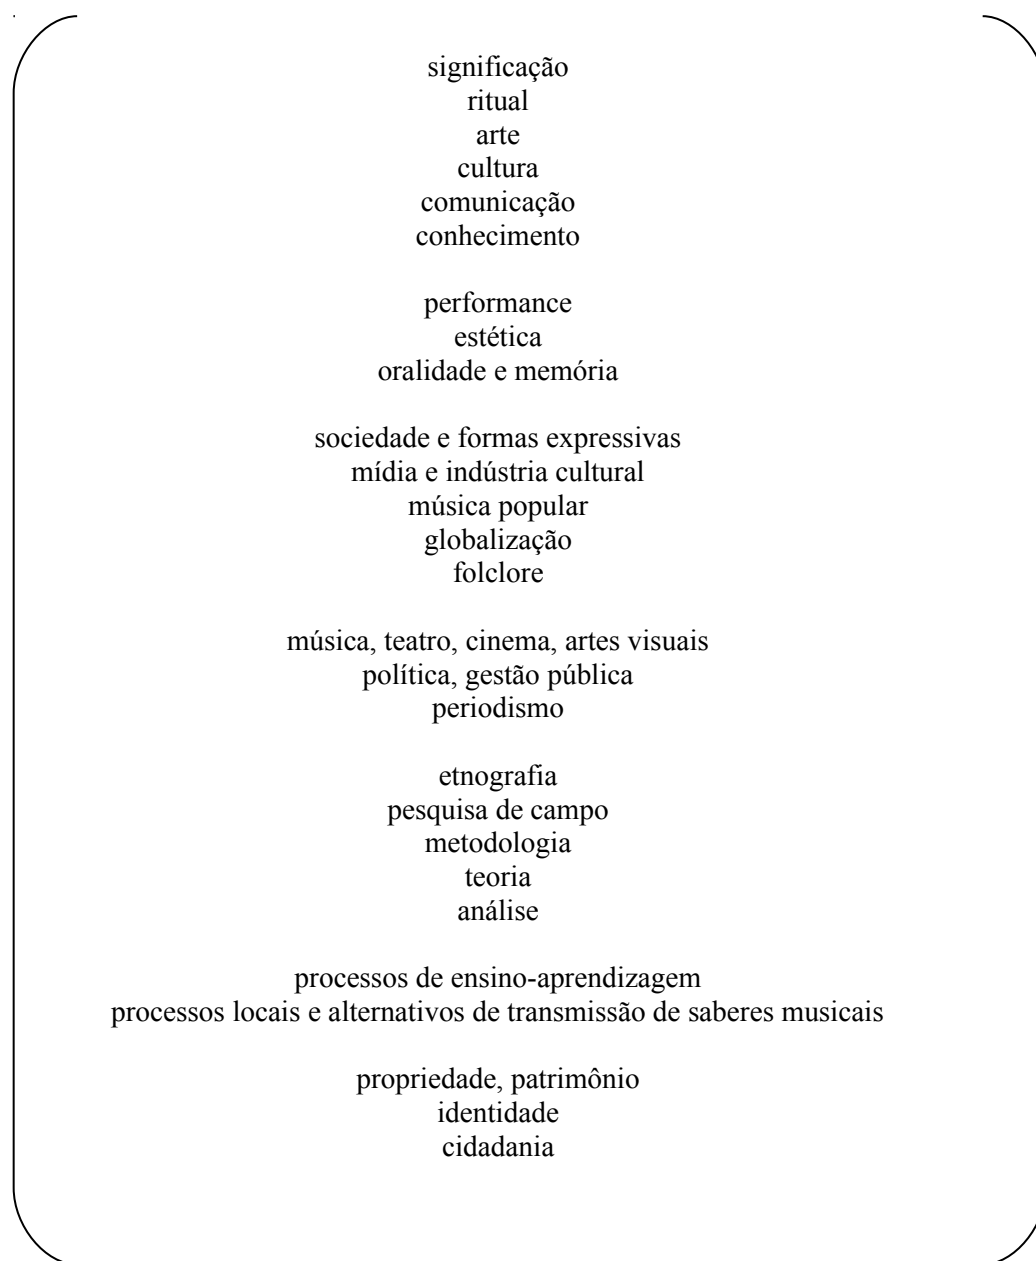 significação
ritual
arte
cultura
comunicação
conhecimento
performance
estética
oralidade e memória
sociedade e formas expressivas
mídia e indústria cultural
música popular
globalização
folclore
música, teatro, cinema, artes visuais
política, gestão pública
periodismo
etnografia
pesquisa de campo
metodologia
teoria
análise
processos de ensino-aprendizagem
processos locais e alternativos de transmissão de saberes musicais
propriedade, patrimônio
identidade
cidadania